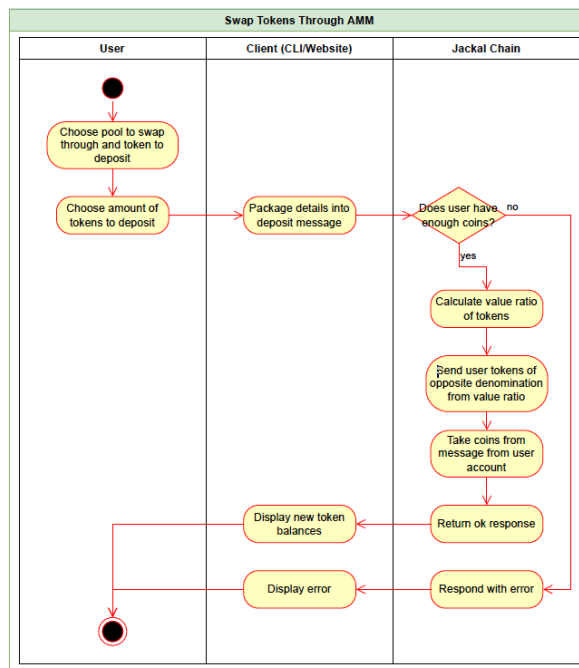 Swap Tokens Through AMM
User
Client (CLI/Website)
Jackal Chain
Choose pool to swap
through and token to
deposit
Choose amount of
tokens to deposit
Package details into
deposit message
Does user have
enough coins?
no
yes
Calculate value ratio
of tokens
Send user tokens of
opposite denomination
from value ratio
Take coins from
message from user
account
Return ok response
Display new token
balances
Respond with error
Display error